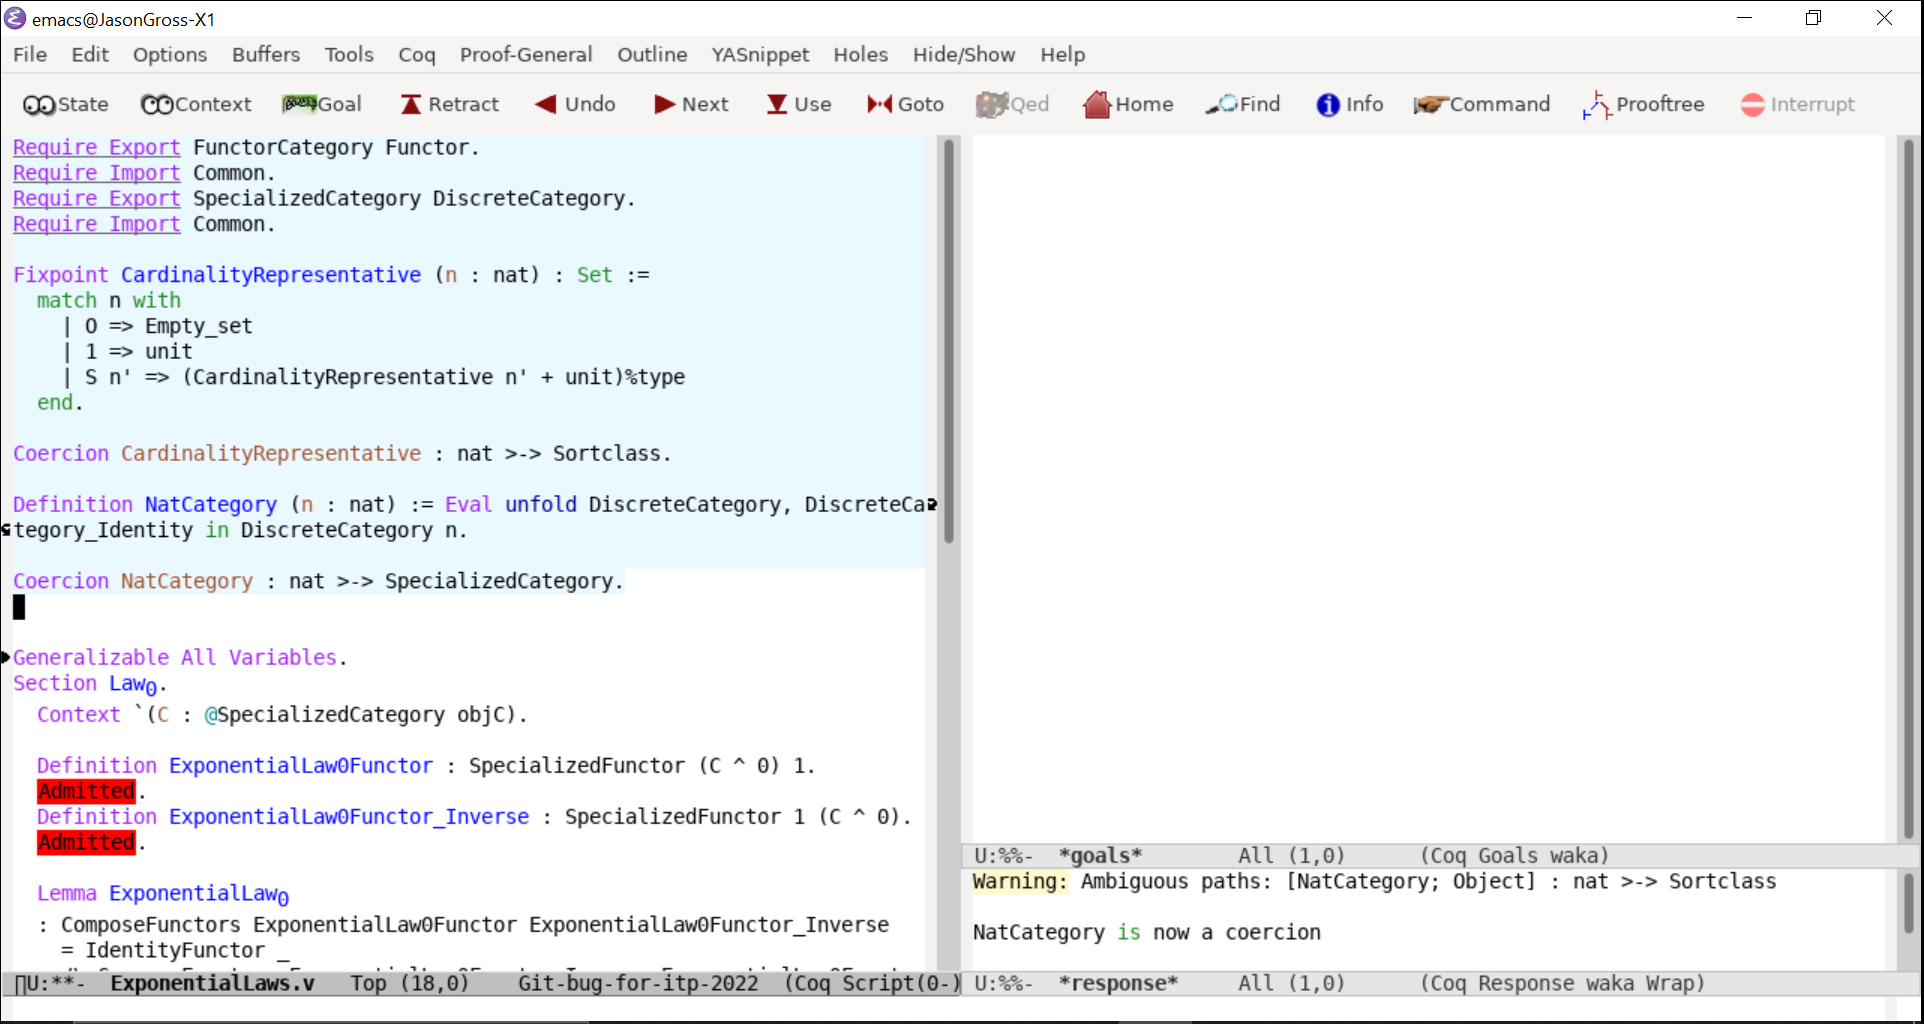 emacs@JasonGross-X1
File Edit Options Buffers Tools Coq Proof-General Outline YASnippet Holes Hide/Show Help
State Context Goal Retract Undo Next Use Goto Qed Home Find Info Command Prooftree Interrupt
Require Export FunctorCategory Functor.
Require Import Common.
Require Export SpecializedCategory DiscreteCategory.
Require Import Common.
Fixpoint CardinalityRepresentative (n : nat) : Set :=
match n with
| O => Empty_set
| 1 => unit
| S n' => (CardinalityRepresentative n' + unit)%type
end.
Coercion CardinalityRepresentative : nat >-> Sortclass.
Definition NatCategory (n : nat) := Eval unfold DiscreteCategory, DiscreteCa
tegory_Identity in DiscreteCategory n.
Coercion NatCategory : nat >-> SpecializedCategory.
Generalizable All Variables.
Section Law0.
Context `(C : @SpecializedCategory objC).
Definition ExponentialLaw0Functor : SpecializedFunctor (C ^ 0) 1.
Admitted.
Definition ExponentialLaw0Functor_Inverse : SpecializedFunctor 1 (C ^ 0).
Admitted.
Lemma ExponentialLaw0
: ComposeFunctors ExponentialLaw0Functor ExponentialLaw0Functor_Inverse
= IdentityFunctor _
U:**- ExponentialLaws.v Top (18,0) Git-bug-for-itp-2022 (Coq Script(0-)
U:%%- *goals* All (1,0) (Coq Goals waka)
Warning: Ambiguous paths: [NatCategory; Object] : nat >-> Sortclass
NatCategory is now a coercion
U:%%- *response* All (1,0) (Coq Response waka Wrap)